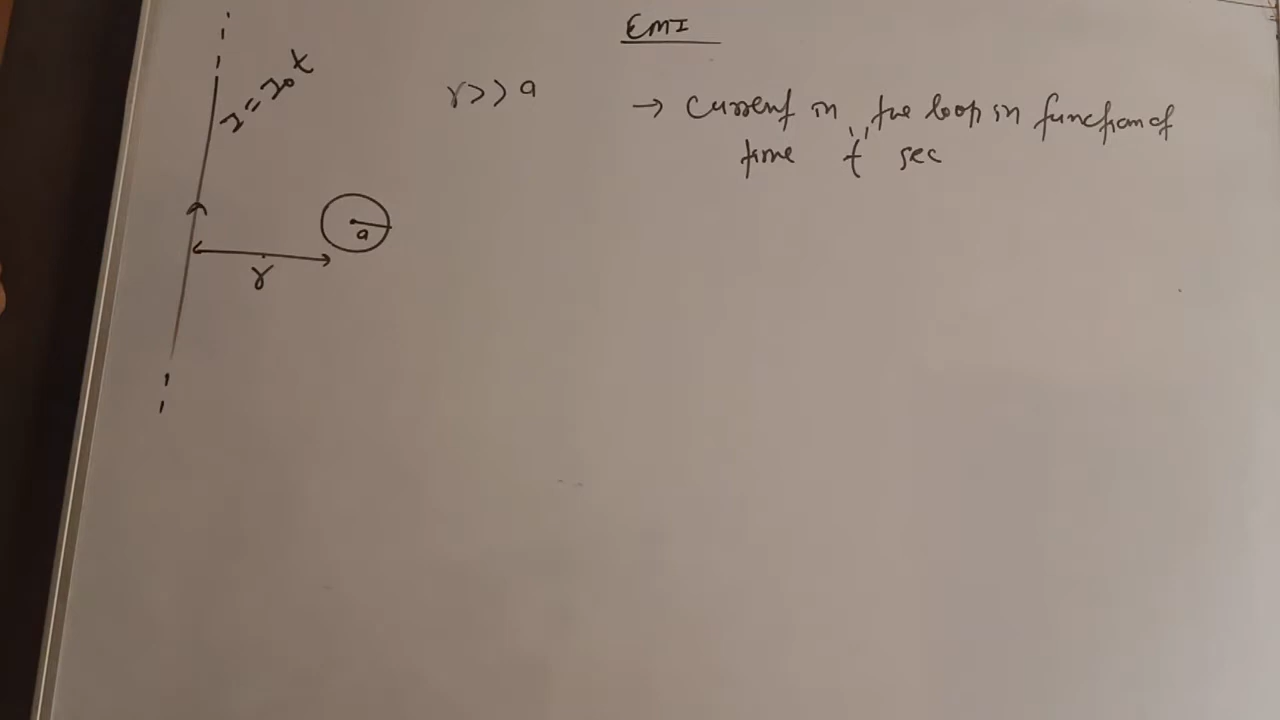 EMI
I = I₀t
r >> a
→ Current in the loop in function of
time "t" sec
a
r